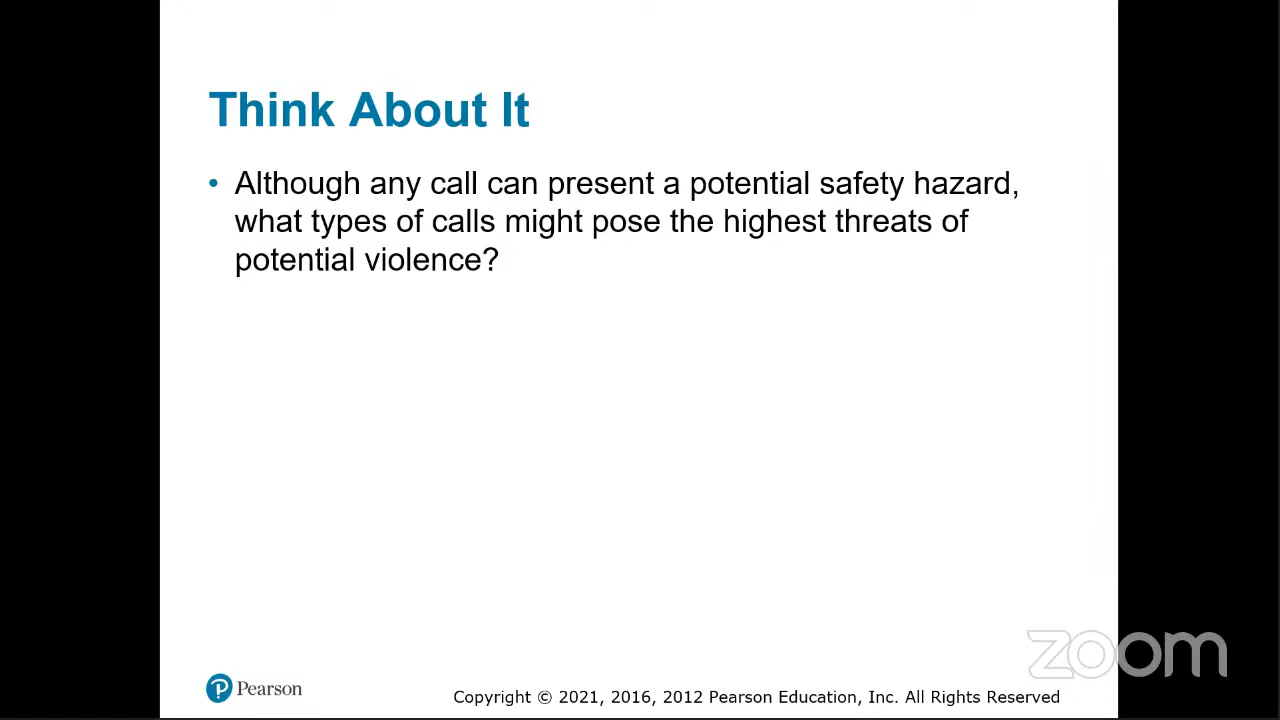 Think About It
• Although any call can present a potential safety hazard,
what types of calls might pose the highest threats of
potential violence?
zoom
Pearson
Copyright © 2021, 2016, 2012 Pearson Education, Inc. All Rights Reserved